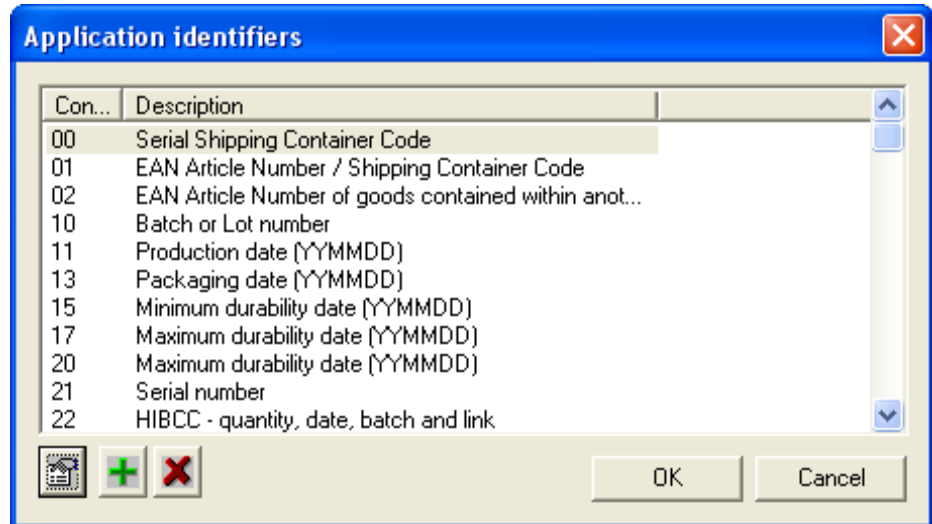 Application identifiers
Con... Description
00 Serial Shipping Container Code
01 EAN Article Number / Shipping Container Code
02 EAN Article Number of goods contained within anot...
10 Batch or Lot number
11 Production date (YYMMDD)
13 Packaging date (YYMMDD)
15 Minimum durability date (YYMMDD)
17 Maximum durability date (YYMMDD)
20 Maximum durability date (YYMMDD)
21 Serial number
22 HIBCC - quantity, date, batch and link
OK Cancel